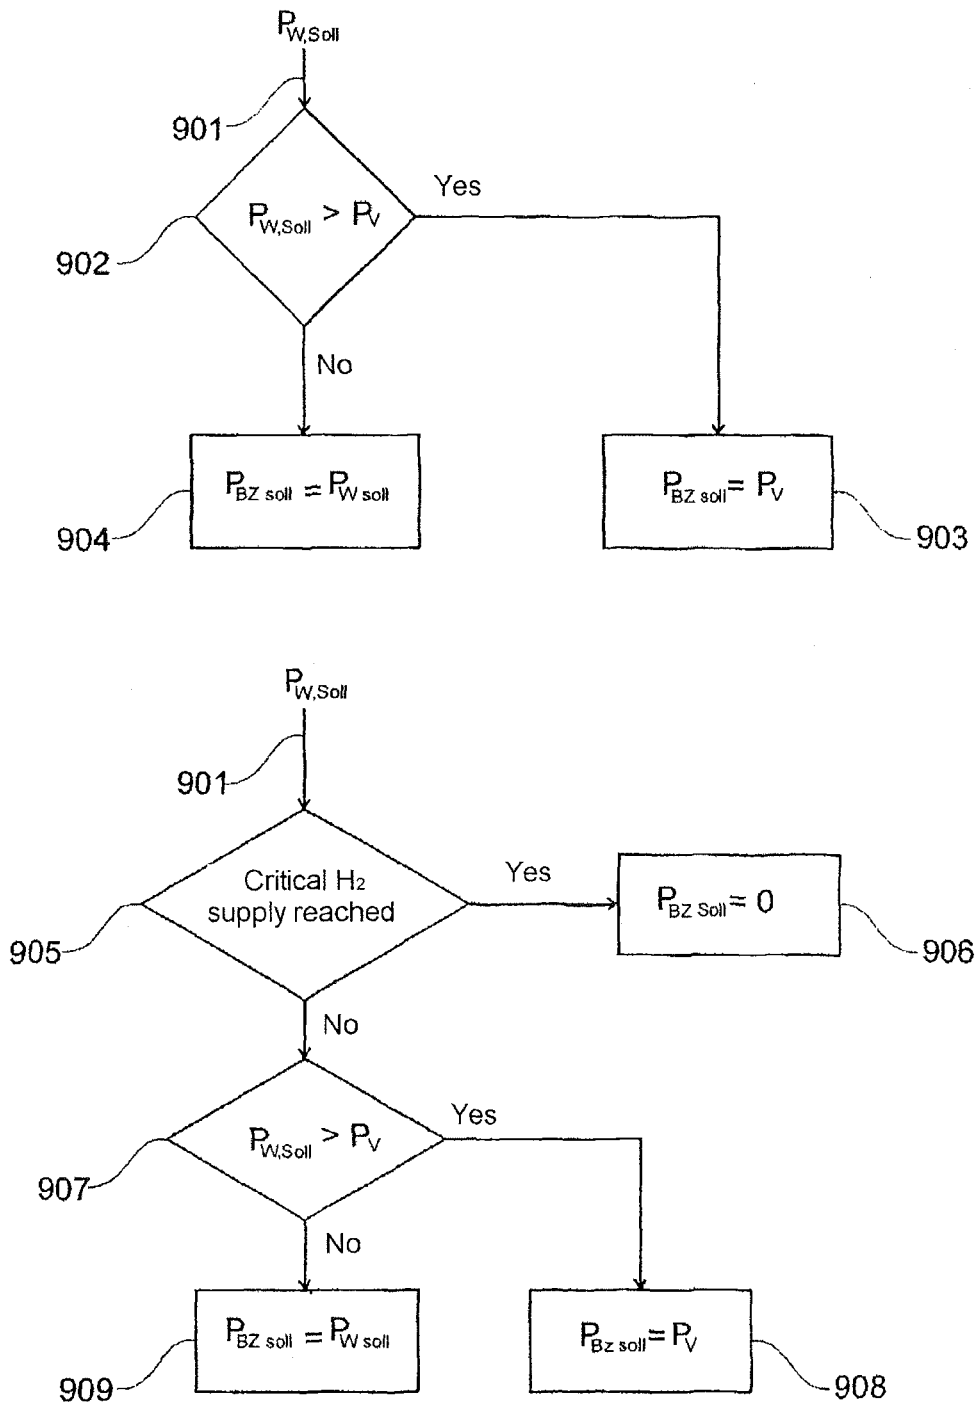 P_W,Soll
901
Yes
P_W,Soll > P_V
902
No
P_BZ soll = P_W soll
P_BZ soll = P_V
904
903
P_W,Soll
901
Critical H₂
supply reached
Yes
P_BZ Soll = 0
905
906
No
Yes
P_W,Soll > P_V
907
No
P_BZ soll = P_W soll
P_Bz soll = P_V
909
908